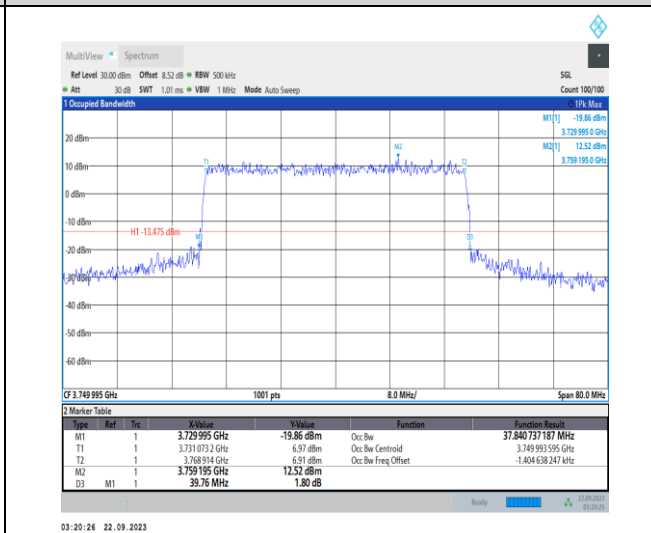 MultiView Spectrum
Ref Level 30.00 dBm Offset 8.52 dB RBW 500 kHz SGL
Att 30 dB SWT 1.01 ms VBW 1 MHz Mode Auto Sweep Count 100/100
1 Occupied Bandwidth 1Pk Max
M1[1] -19.86 dBm
3.729 995 0 GHz
M2[1] 12.52 dBm
3.759 195 0 GHz
20 dBm
M2
T1
T2
10 dBm
0 dBm
-10 dBm
H1 -13.475 dBm
M1
D3
-20 dBm
-30 dBm
-40 dBm
-50 dBm
-60 dBm
CF 3.749 995 GHz 1001 pts 8.0 MHz/ Span 80.0 MHz
2 Marker Table
Type Ref Trc X-Value Y-Value Function Function Result
M1 1 3.729 995 GHz -19.86 dBm Occ Bw 37.840 737 187 MHz
T1 1 3.731 073 2 GHz 6.97 dBm Occ Bw Centroid 3.749 993 595 GHz
T2 1 3.768 914 GHz 6.91 dBm Occ Bw Freq Offset -1.404 638 247 kHz
M2 1 3.759 195 GHz 12.52 dBm
D3 M1 1 39.76 MHz 1.80 dB
Ready 22.09.2023
03:20:25
03:20:26 22.09.2023